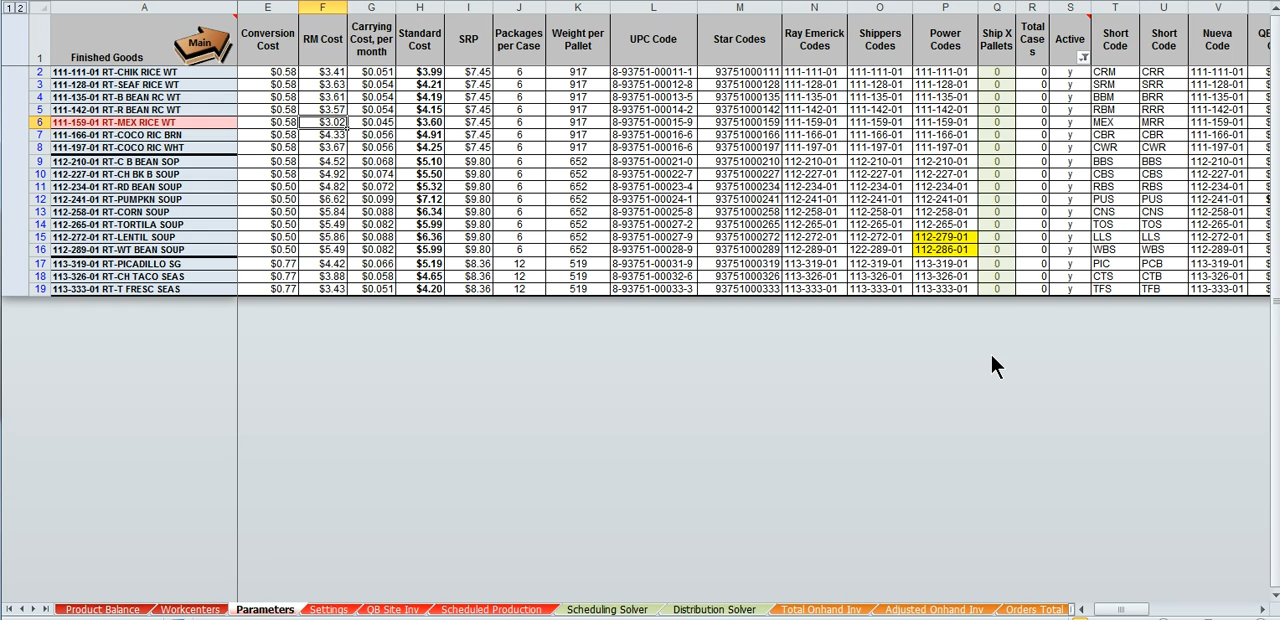 1 2 A E F G H I J K L M N O P Q R S T U V
1 Finished Goods Main Conversion Cost RM Cost Carrying Cost, per month Standard Cost SRP Packages per Case Weight per Pallet UPC Code Star Codes Ray Emerick Codes Shippers Codes Power Codes Ship X Pallets Total Case s Active Short Code Short Code Nueva Code
2 111-111-01 RT-CHIK RICE WT $0.58 $3.41 $0.051 $3.99 $7.45 6 917 8-93751-00011-1 93751000111 111-111-01 111-111-01 111-111-01 0 0 y CRM CRR 111-111-01
3 111-128-01 RT-SEAF RICE WT $0.58 $3.63 $0.054 $4.21 $7.45 6 917 8-93751-00012-8 93751000128 111-128-01 111-128-01 111-128-01 0 0 y SRM SRR 111-128-01
4 111-135-01 RT-B BEAN RC WT $0.58 $3.61 $0.054 $4.19 $7.45 6 917 8-93751-00013-5 93751000135 111-135-01 111-135-01 111-135-01 0 0 y BBM BRR 111-135-01
5 111-142-01 RT-R BEAN RC WT $0.58 $3.57 $0.054 $4.15 $7.45 6 917 8-93751-00014-2 93751000142 111-142-01 111-142-01 111-142-01 0 0 y RBM RRR 111-142-01
6 111-159-01 RT-MEX RICE WT $0.58 $3.02 $0.045 $3.60 $7.45 6 917 8-93751-00015-9 93751000159 111-159-01 111-159-01 111-159-01 0 0 y MEX MRR 111-159-01
7 111-166-01 RT-COCO RIC BRN $0.58 $4.33 $0.056 $4.91 $7.45 6 917 8-93751-00016-6 93751000166 111-166-01 111-166-01 111-166-01 0 0 y CBR CBR 111-166-01
8 111-197-01 RT-COCO RIC WHT $0.58 $3.67 $0.056 $4.25 $7.45 6 917 8-93751-00016-6 93751000197 111-197-01 111-197-01 111-197-01 0 0 y CWR CWR 111-197-01
9 112-210-01 RT-C B BEAN SOP $0.58 $4.52 $0.068 $5.10 $9.80 6 652 8-93751-00021-0 93751000210 112-210-01 112-210-01 112-210-01 0 0 y BBS BBS 112-210-01
10 112-227-01 RT-CH BK B SOUP $0.58 $4.92 $0.074 $5.50 $9.80 6 652 8-93751-00022-7 93751000227 112-227-01 112-227-01 112-227-01 0 0 y CBS CBS 112-227-01
11 112-234-01 RT-RD BEAN SOUP $0.50 $4.82 $0.072 $5.32 $9.80 6 652 8-93751-00023-4 93751000234 112-234-01 112-234-01 112-234-01 0 0 y RBS RBS 112-234-01
12 112-241-01 RT-PUMPKN SOUP $0.50 $6.62 $0.099 $7.12 $9.80 6 652 8-93751-00024-1 93751000241 112-241-01 112-241-01 112-241-01 0 0 y PUS PUS 112-241-01
13 112-258-01 RT-CORN SOUP $0.50 $5.84 $0.088 $6.34 $9.80 6 652 8-93751-00025-8 93751000258 112-258-01 112-258-01 112-258-01 0 0 y CNS CNS 112-258-01
14 112-265-01 RT-TORTILA SOUP $0.50 $5.49 $0.082 $5.99 $9.80 6 652 8-93751-00027-2 93751000265 112-265-01 112-265-01 112-265-01 0 0 y TOS TOS 112-265-01
15 112-272-01 RT-LENTIL SOUP $0.50 $5.86 $0.088 $6.36 $9.80 6 652 8-93751-00027-9 93751000272 112-272-01 112-272-01 112-279-01 0 0 y LLS LLS 112-272-01
16 112-289-01 RT-WT BEAN SOUP $0.50 $5.49 $0.082 $5.99 $9.80 6 652 8-93751-00028-9 93751000289 112-289-01 122-289-01 112-286-01 0 0 y WBS WBS 112-289-01
17 113-319-01 RT-PICADILLO SG $0.77 $4.42 $0.066 $5.19 $8.36 12 519 8-93751-00031-9 93751000319 113-319-01 112-319-01 113-319-01 0 0 y PIC PCB 113-319-01
18 113-326-01 RT-CH TACO SEAS $0.77 $3.88 $0.058 $4.65 $8.36 12 519 8-93751-00032-6 93751000326 113-326-01 113-326-01 113-326-01 0 0 y CTS CTB 113-326-01
19 113-333-01 RT-T FRESC SEAS $0.77 $3.43 $0.051 $4.20 $8.36 12 519 8-93751-00033-3 93751000333 113-333-01 113-333-01 113-333-01 0 0 y TFS TFB 113-333-01
Product Balance Workcenters Parameters Settings QB Site Inv Scheduled Production Scheduling Solver Distribution Solver Total Onhand Inv Adjusted Onhand Inv Orders Total